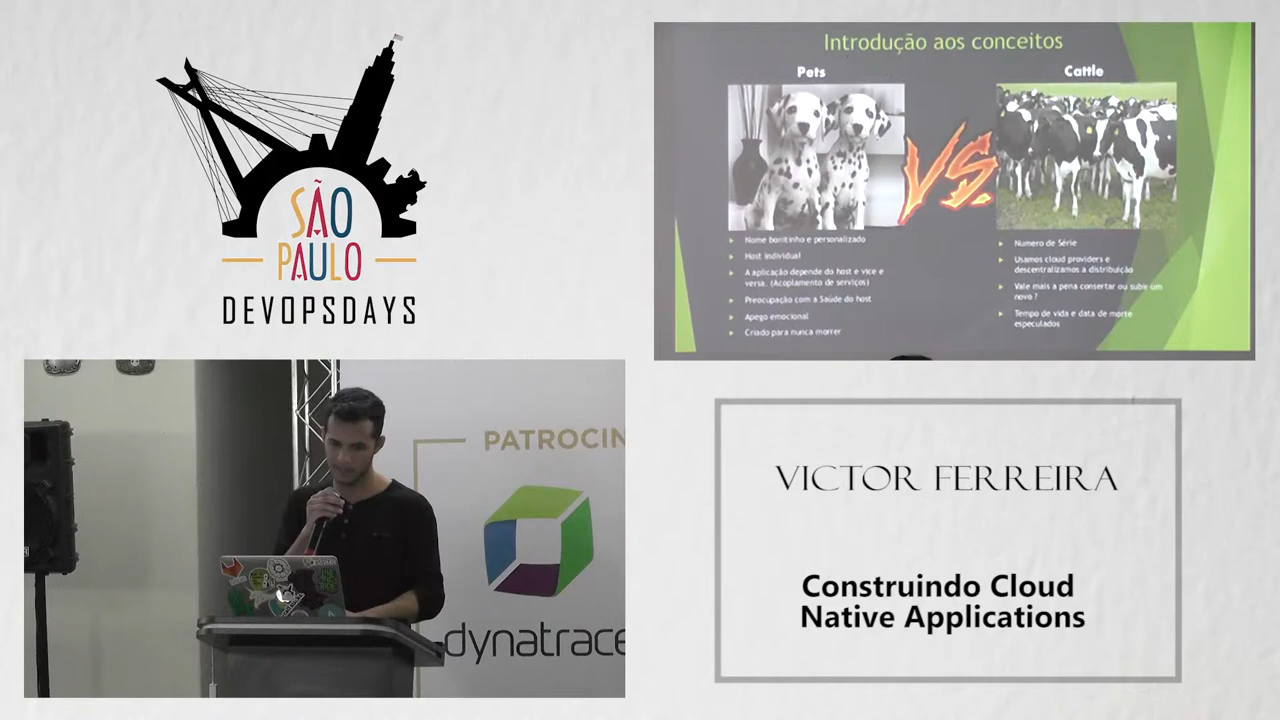 SÃO
PAULO
DEVOPSDAYS
Introdução aos conceitos
Pets
Cattle
VS.
Nome bonitinho e personalizado
Host individual
A aplicação depende do host e vice e
versa. (Acoplamento de serviços)
Preocupação com a Saúde do host
Apego emocional
Criado para nunca morrer
Numero de Série
Usamos cloud providers e
descentralizamos a distribuição
Vale mais a pena consertar ou subir um
novo ?
Tempo de vida e data de morte
especulados
PATROCIN
dynatrace
VICTOR FERREIRA
Construindo Cloud
Native Applications